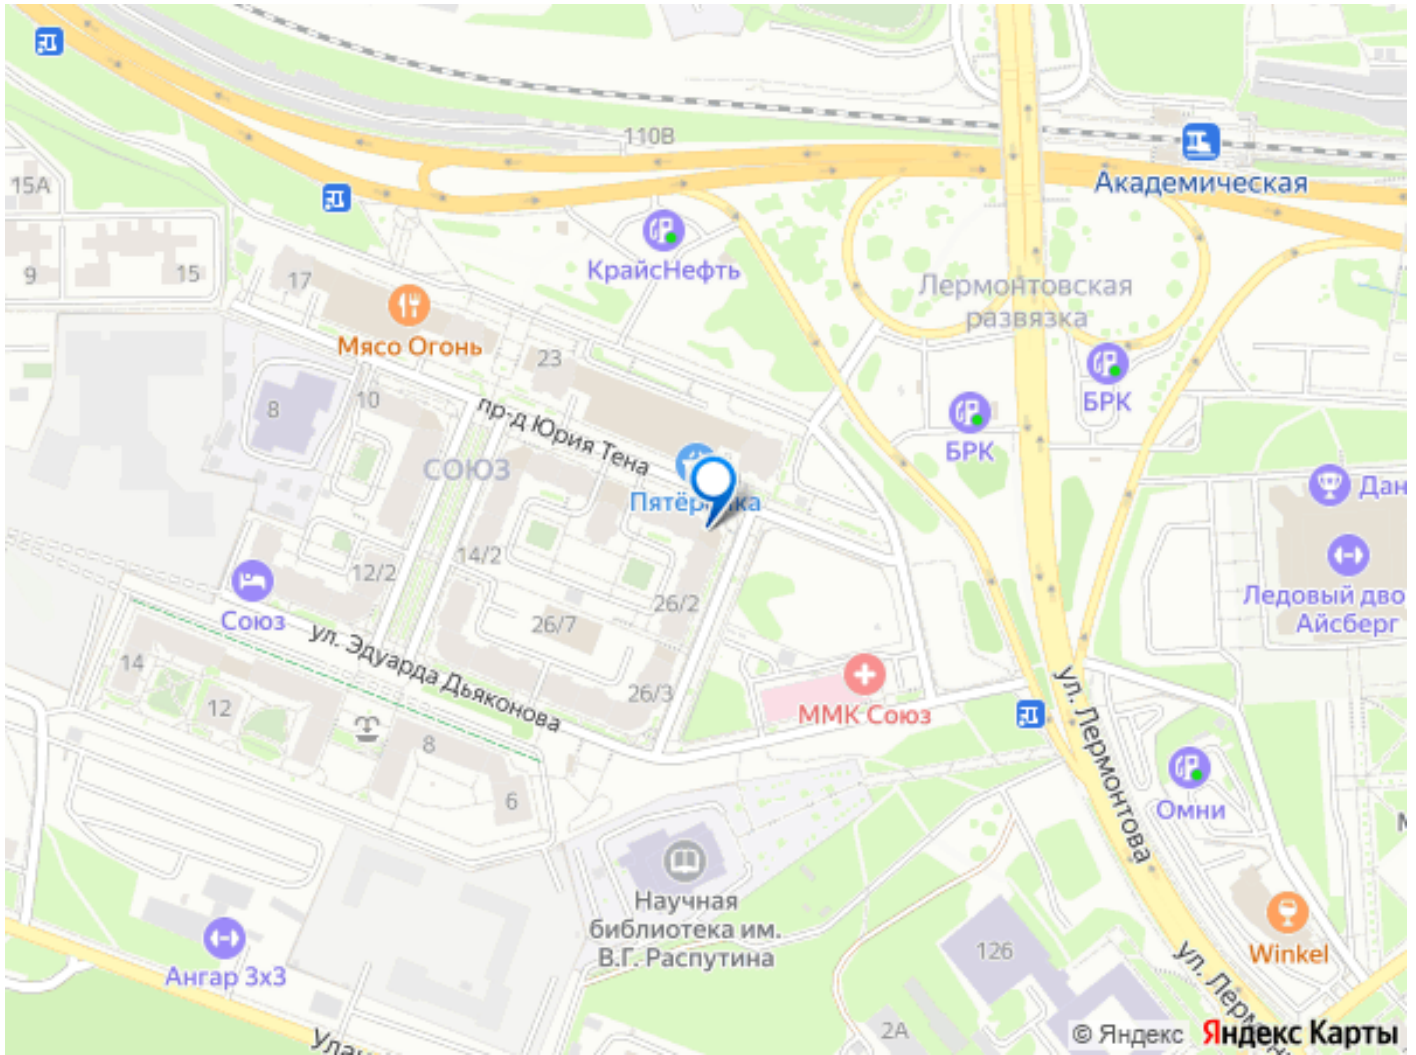 110В
Академическая
15А
КрайсНефть
9
15
17
Лермонтовская
развязка
Мясо Огонь
23
БРК
8
10
пр-д Юрия Тена
СОЮЗ
БРК
Дан
14/2
12/2
Союз
26/2
26/7
Ледовый дво
Айсберг
ул. Эдуарда Дьяконова
14
12
26/3
ММК Союз
8
6
ул. Лермонтова
Омни
Научная
библиотека им.
В.Г. Распутина
126
Winkel
Ангар 3x3
2А
© Яндекс Яндекс Карты